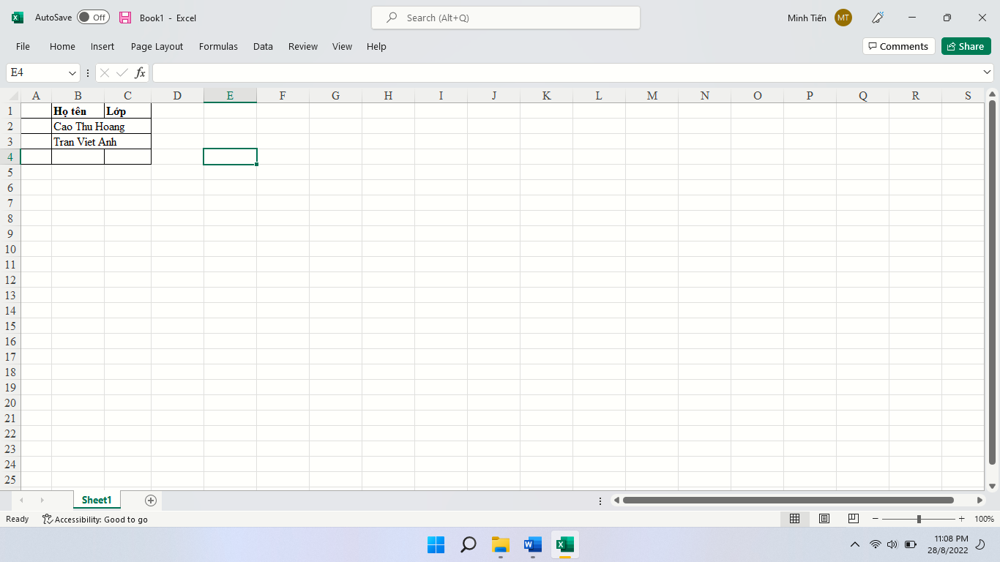 AutoSave Off Book1 - Excel Search (Alt+Q) Minh Tiến MT
File Home Insert Page Layout Formulas Data Review View Help Comments Share
E4 fx
A B C D E F G H I J K L M N O P Q R S
1 Họ tên Lớp
2 Cao Thu Hoang
3 Tran Viet Anh
4
5
6
7
8
9
10
11
12
13
14
15
16
17
18
19
20
21
22
23
24
25
Sheet1
Ready Accessibility: Good to go 100%
11:08 PM
28/8/2022